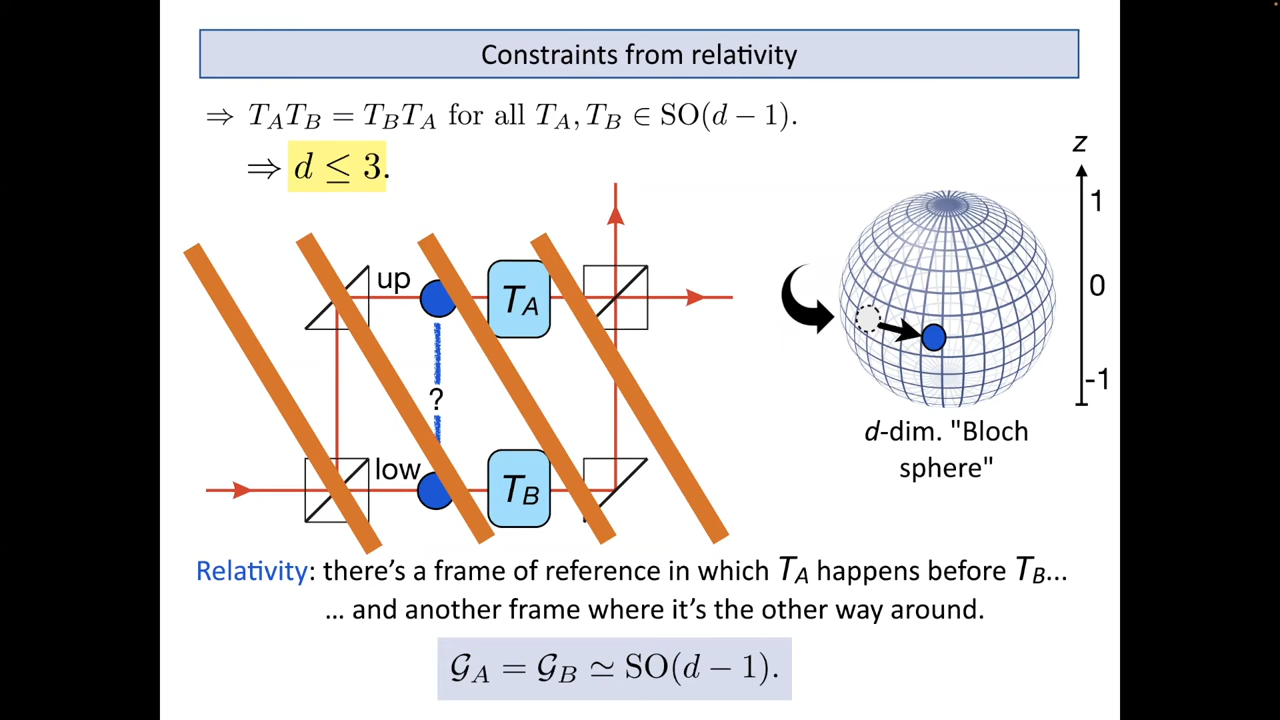 Constraints from relativity
⇒ T_A T_B = T_B T_A for all T_A, T_B ∈ SO(d − 1).
⇒ d ≤ 3.
z
1
0
-1
up
T_A
?
low
T_B
d-dim. "Bloch
sphere"
Relativity: there’s a frame of reference in which T_A happens before T_B...
... and another frame where it’s the other way around.
𝒢_A = 𝒢_B ≃ SO(d − 1).